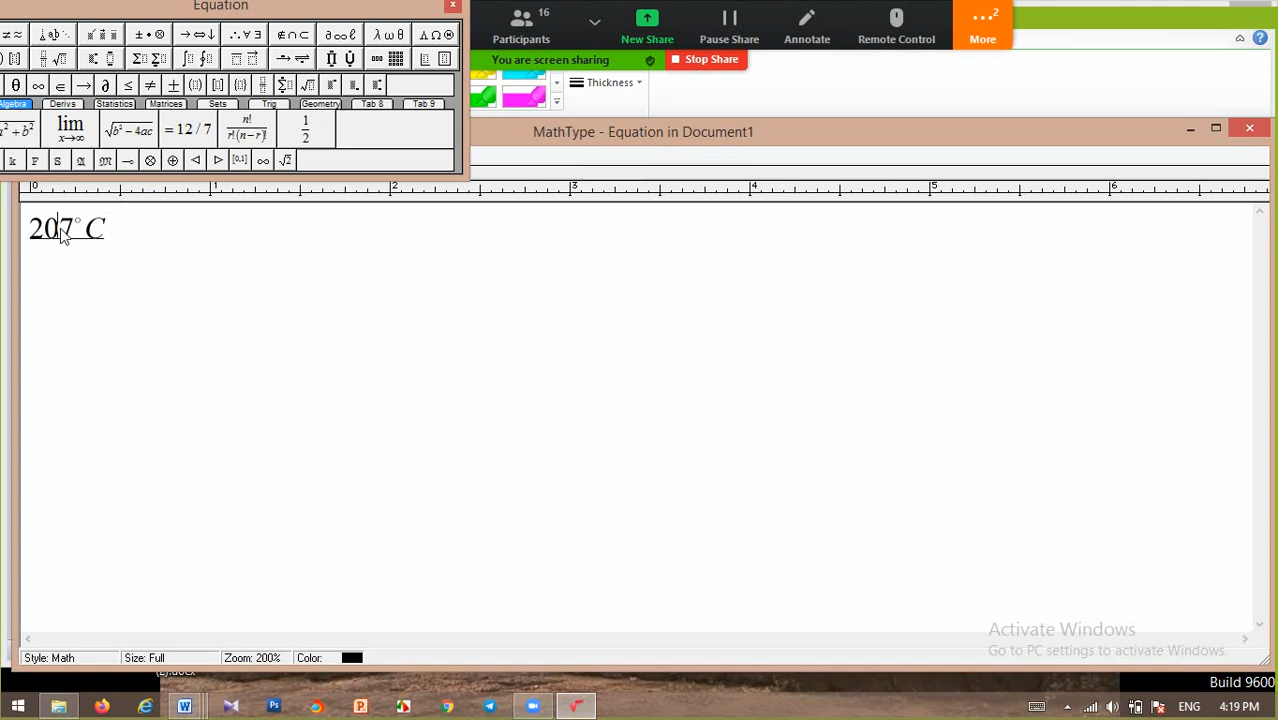 Equation
Participants
16
New Share
Pause Share
Annotate
Remote Control
2
More
You are screen sharing
Stop Share
Thickness
MathType - Equation in Document1
Algebra
Derivs
Statistics
Matrices
Sets
Trig
Geometry
Tab 8
Tab 9
lim x→∞
√b²−4ac
= 12 / 7
n! / r!(n−r)!
1/2
0 1 2 3 4 5 6
207°C
Activate Windows
Go to PC settings to activate Windows.
Style: Math
Size: Full
Zoom: 200%
Color:
Build 9600
ENG
4:19 PM